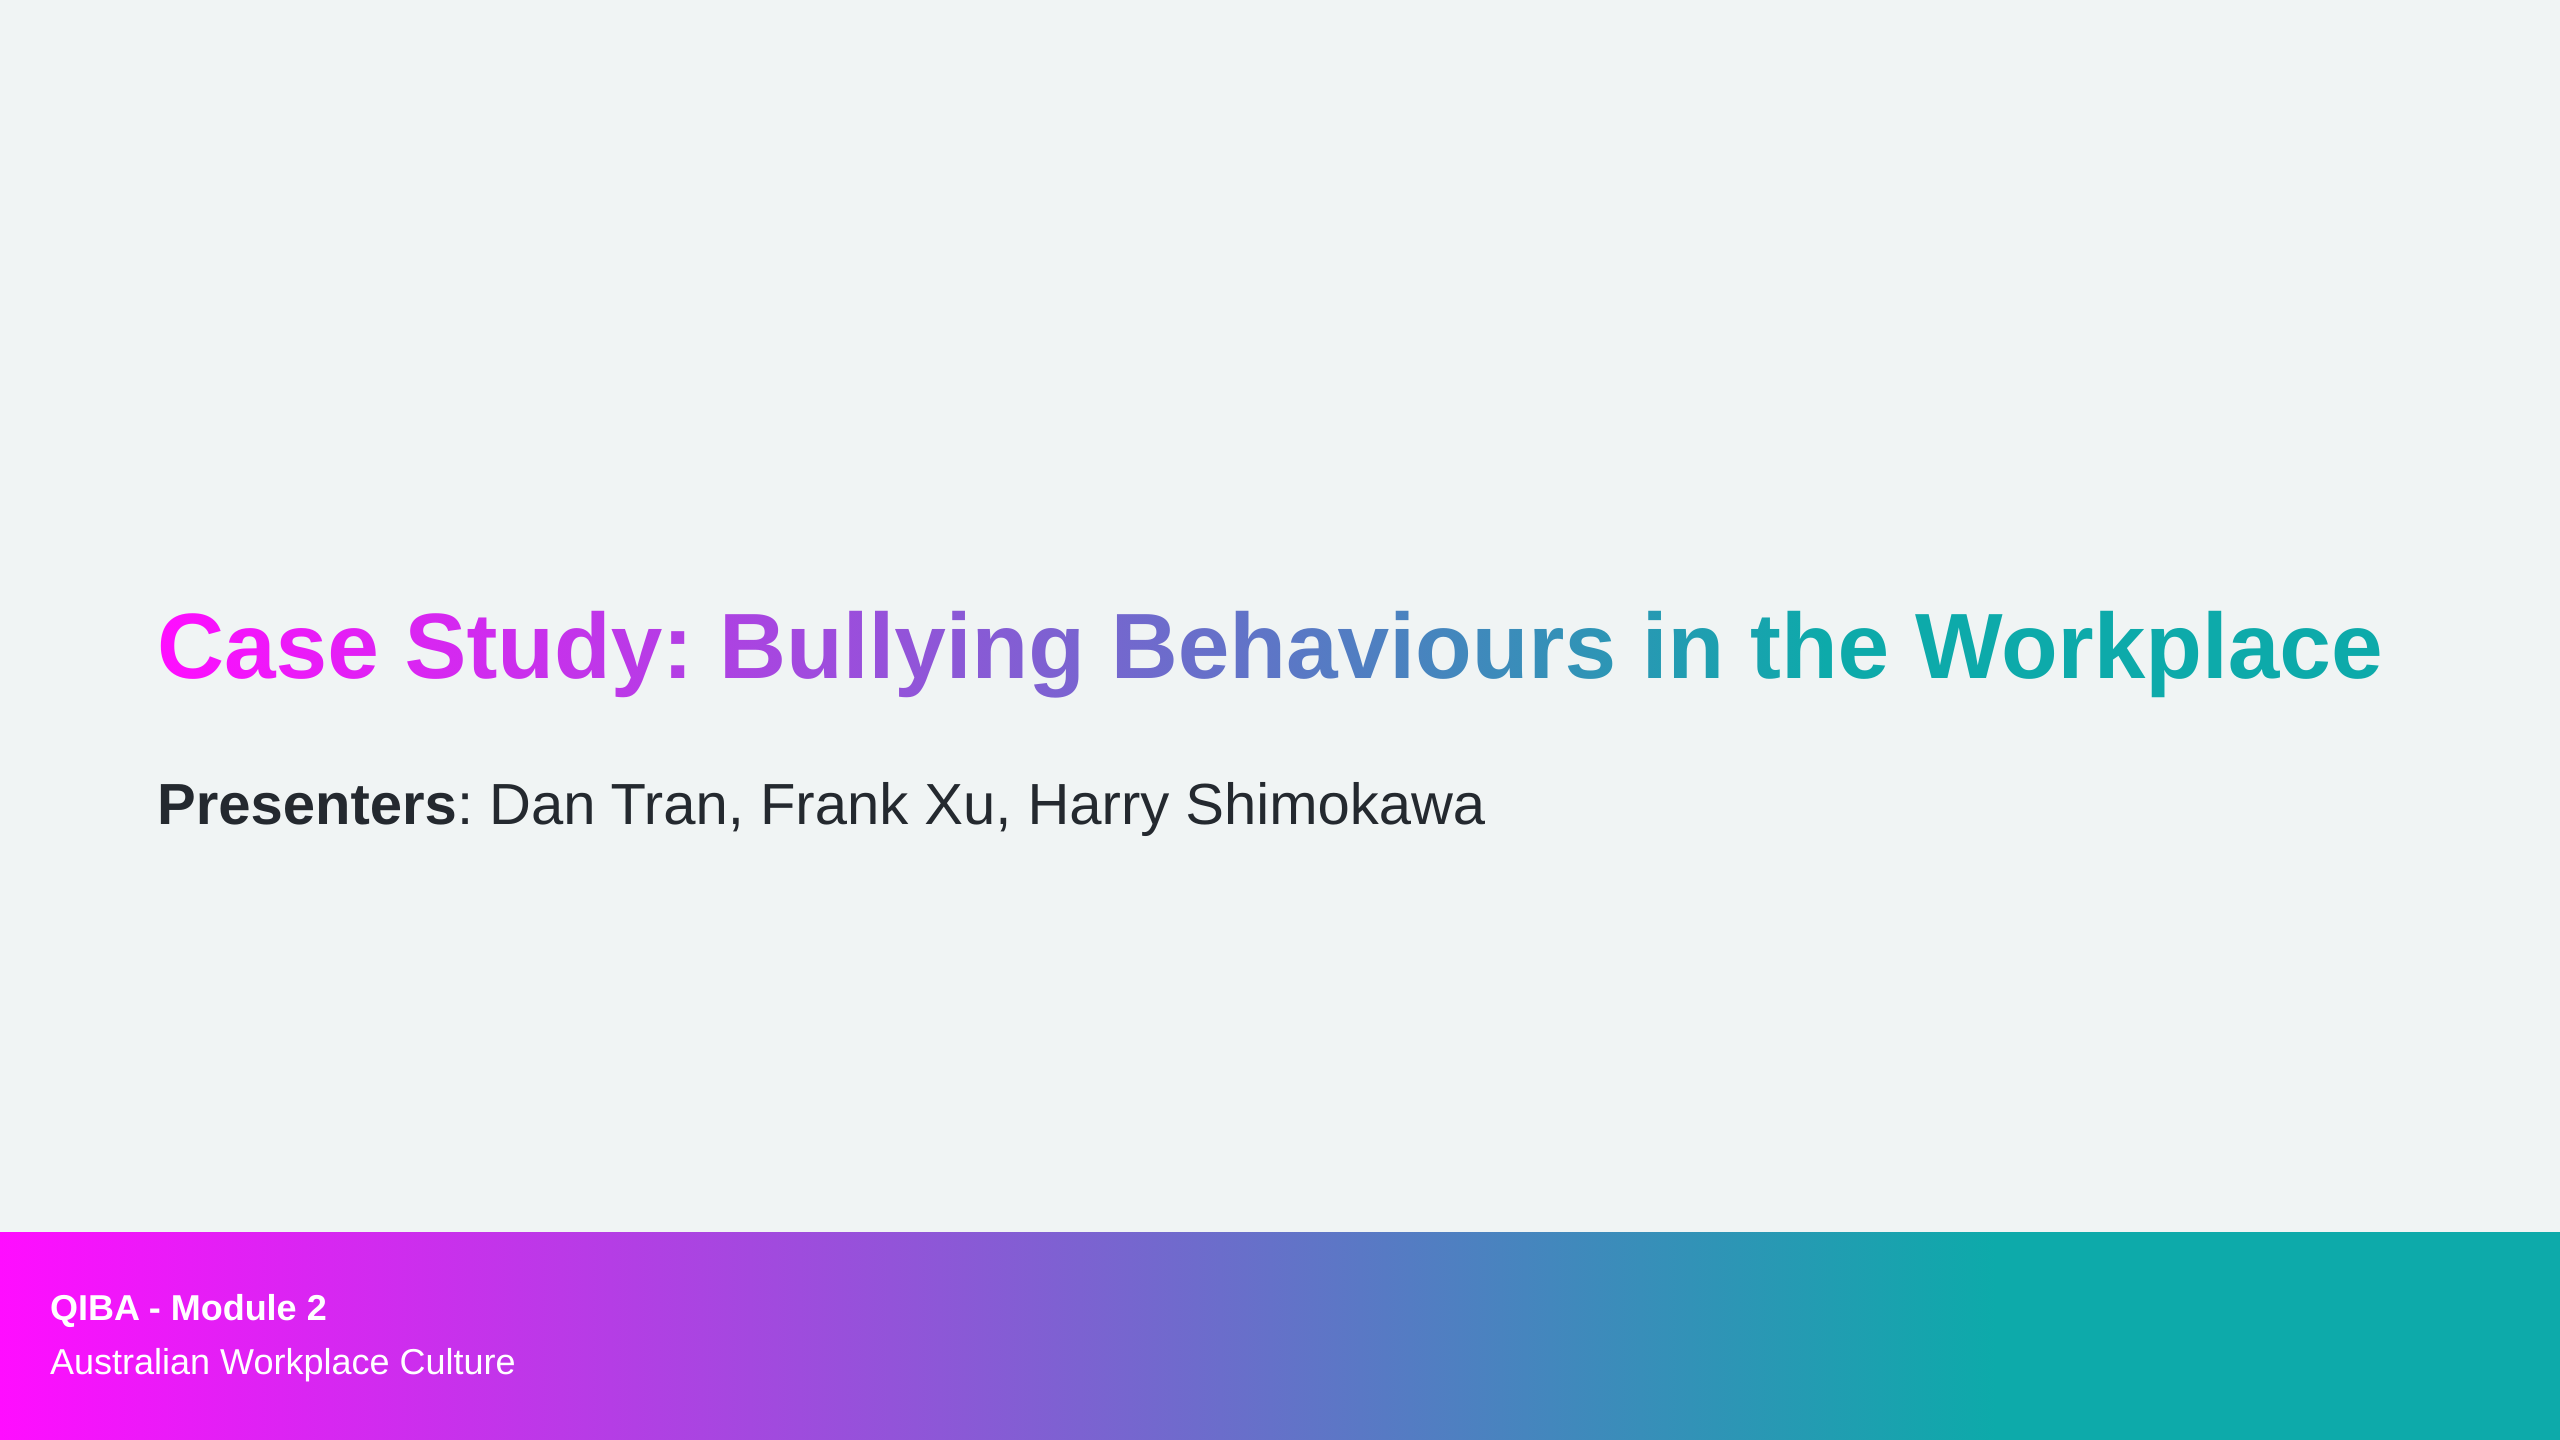 Case Study: Bullying Behaviours in the Workplace
Presenters: Dan Tran, Frank Xu, Harry Shimokawa
QIBA - Module 2
Australian Workplace Culture